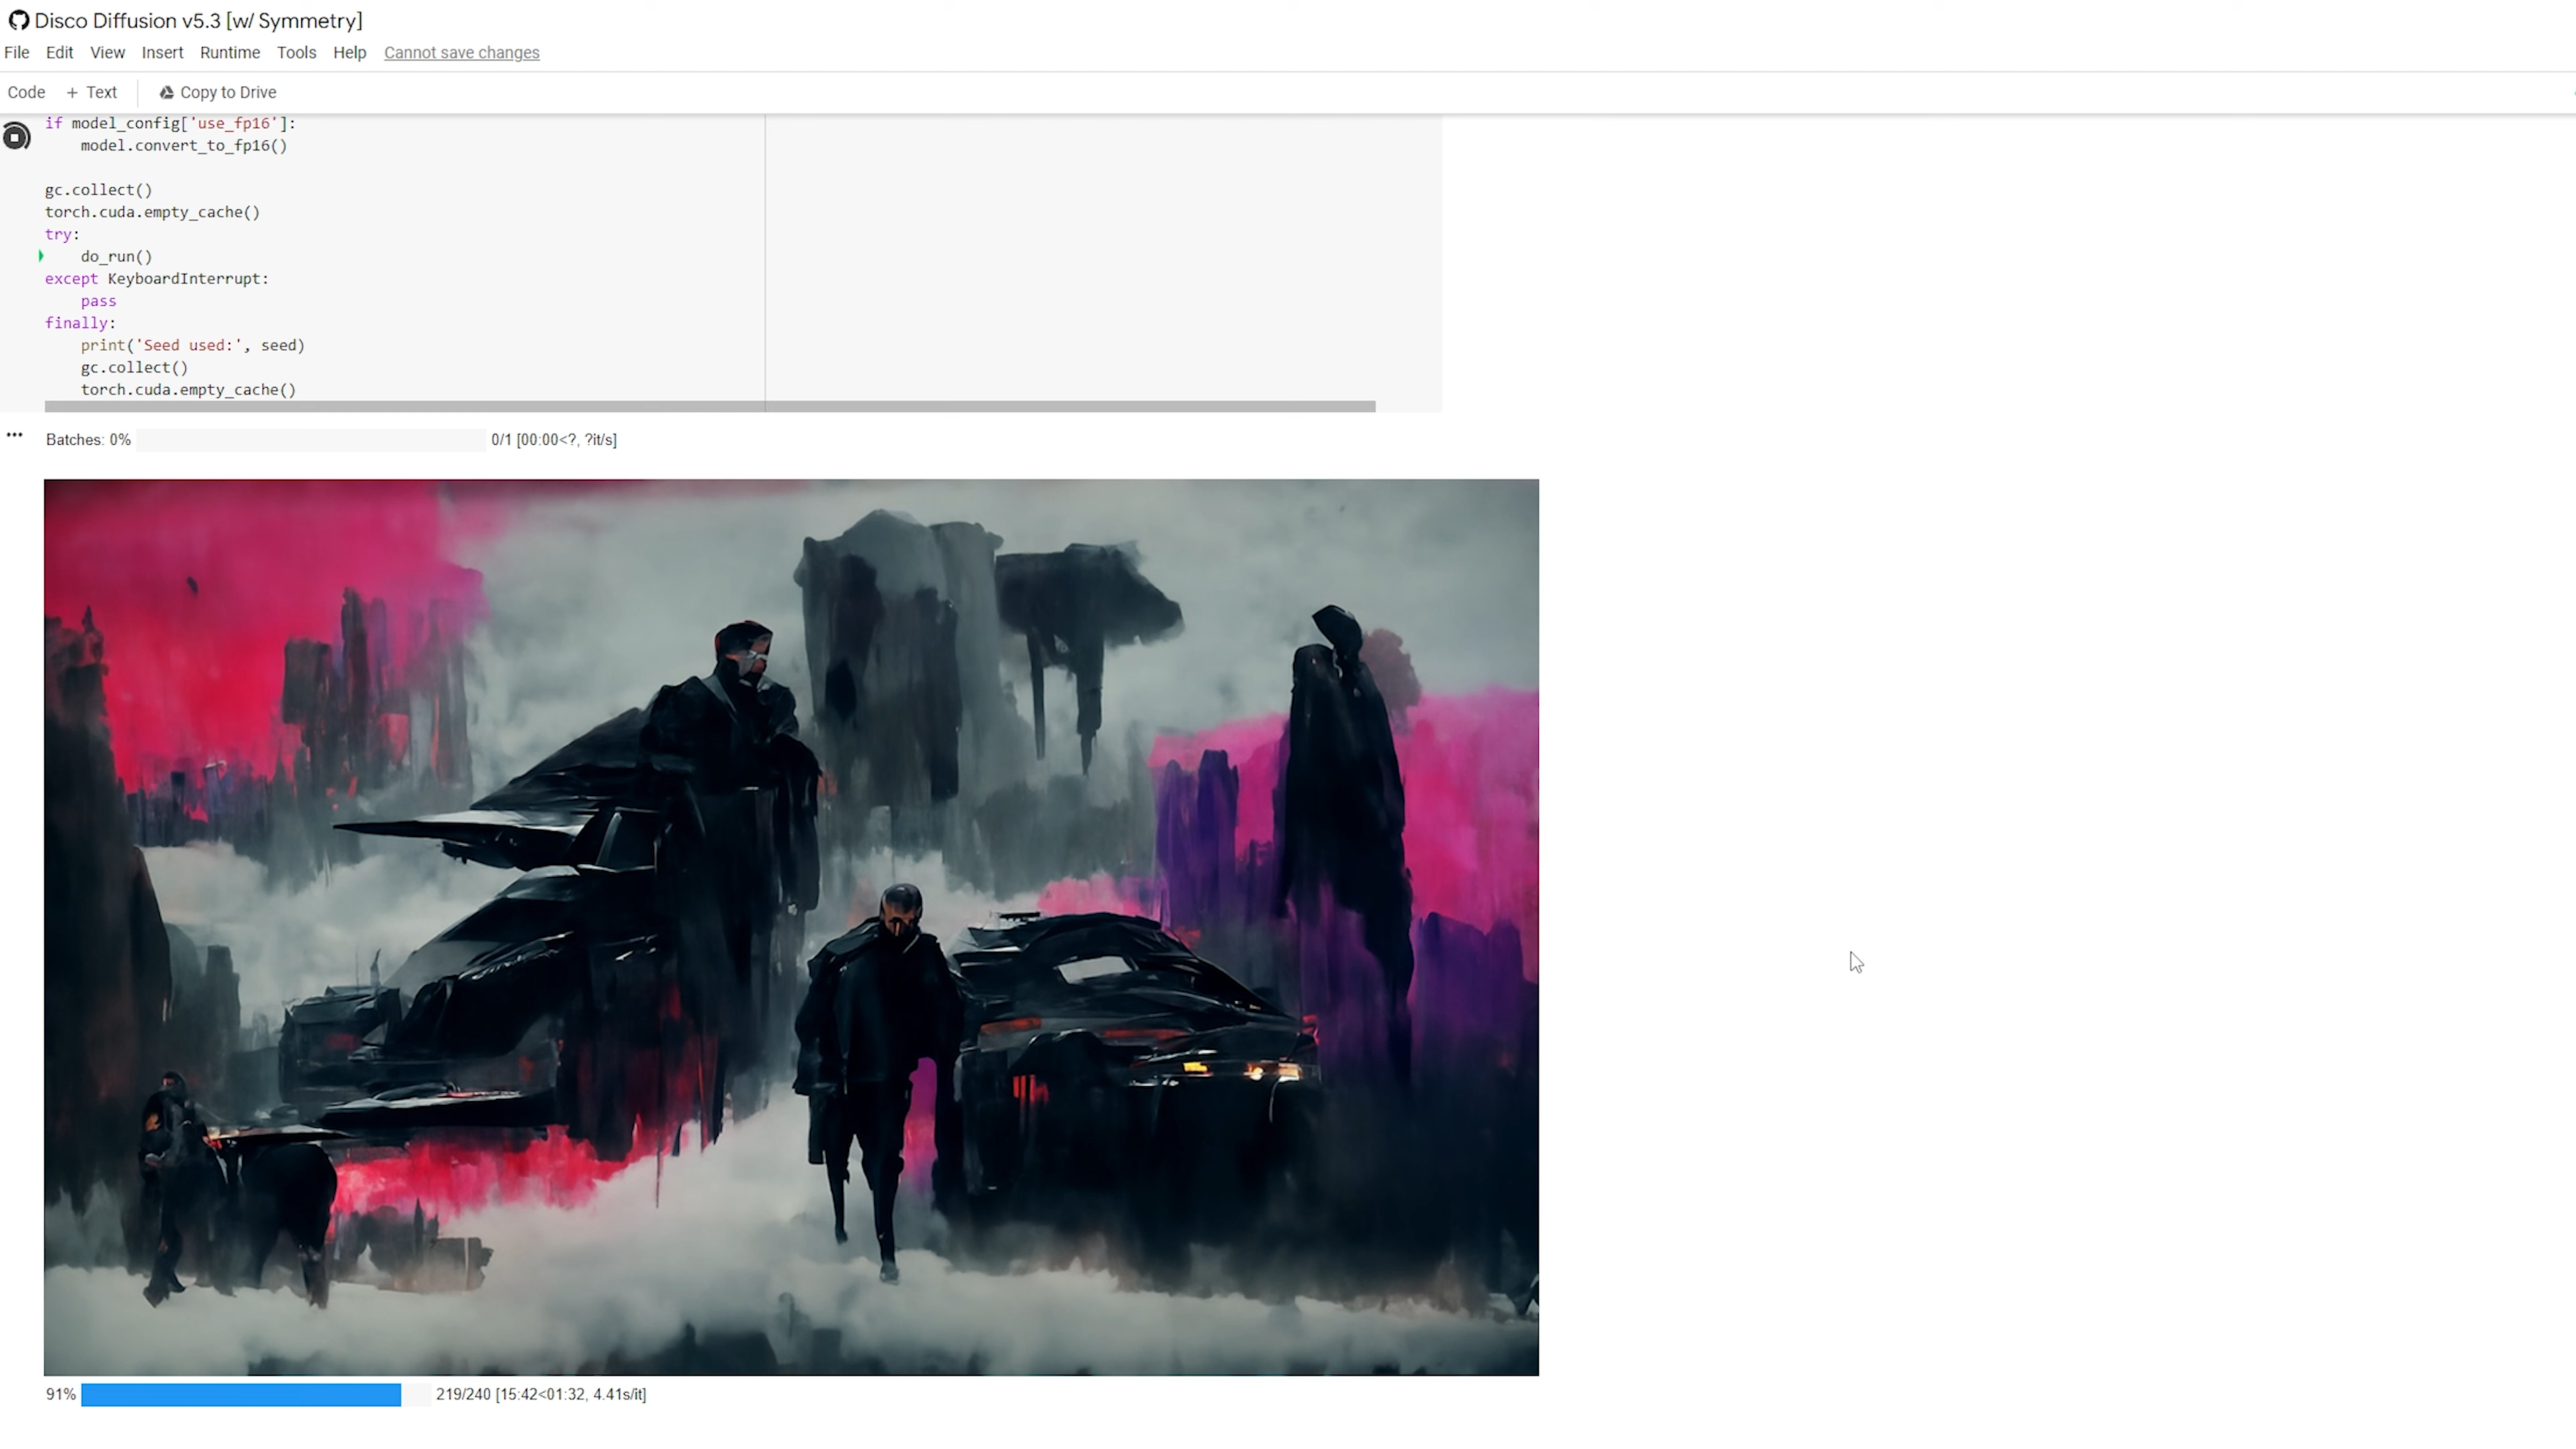 Disco Diffusion v5.3 [w/ Symmetry]
File Edit View Insert Runtime Tools Help Cannot save changes
Code + Text Copy to Drive
if model_config['use_fp16']:
    model.convert_to_fp16()
gc.collect()
torch.cuda.empty_cache()
try:
    do_run()
except KeyboardInterrupt:
    pass
finally:
    print('Seed used:', seed)
    gc.collect()
    torch.cuda.empty_cache()
Batches: 0% 0/1 [00:00<?, ?it/s]
91% 219/240 [15:42<01:32, 4.41s/it]